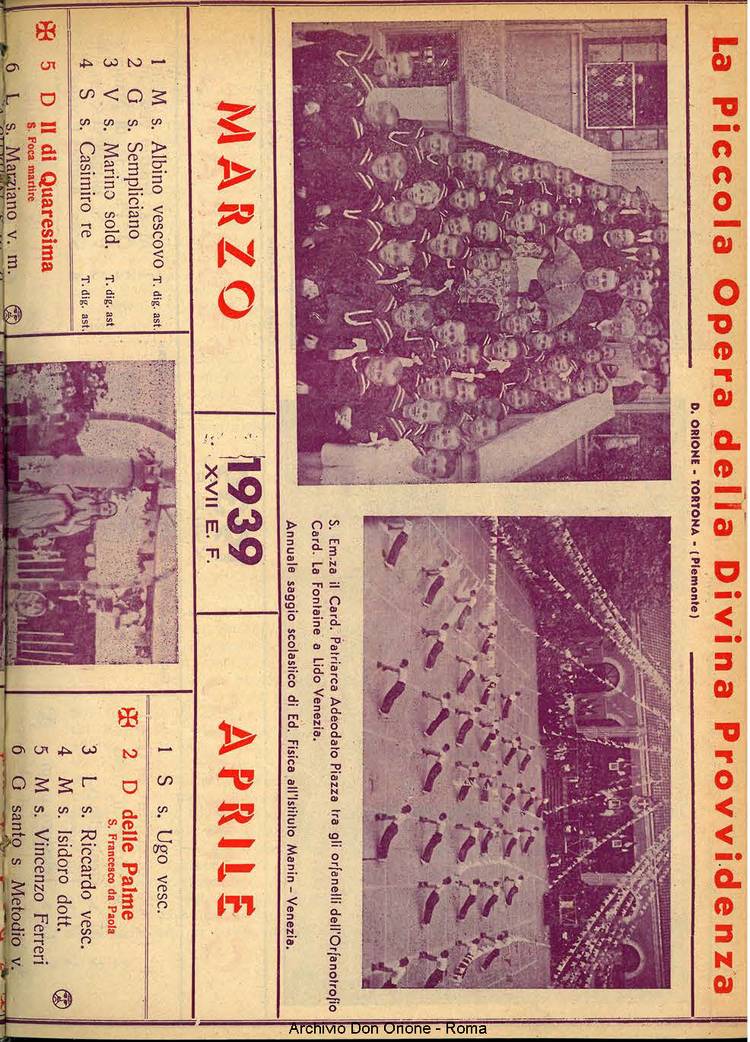 La Piccola Opera della Divina Provvidenza
D. ORIONE - TORTONA - (Piemonte)
S. Em.za il Card. Patriarca Adeodato Piazza tra gli orfanelli dell'Orfanotrofio
Card. La Fontaine a Lido Venezia.
Annuale saggio scolastico di Ed. Fisica all'Istituto Manin - Venezia.
MARZO
1939
XVII E. F.
APRILE
1 M s. Albino vescovo T. dig. ast.
2 G s. Sempliciano
3 V s. Marino sold. T. dig. ast
4 S s. Casimiro re T. dig. ast.
✠ 5 D II di Quaresima
S. Foca martire
6 L s. Marziano v. m.
1 S s. Ugo vesc.
✠ 2 D delle Palme
S. Francesco da Paola
3 L s. Riccardo vesc.
4 M s. Isidoro dott.
5 M s. Vincenzo Ferreri
6 G santo s Metodio v.
Archivio Don Orione - Roma